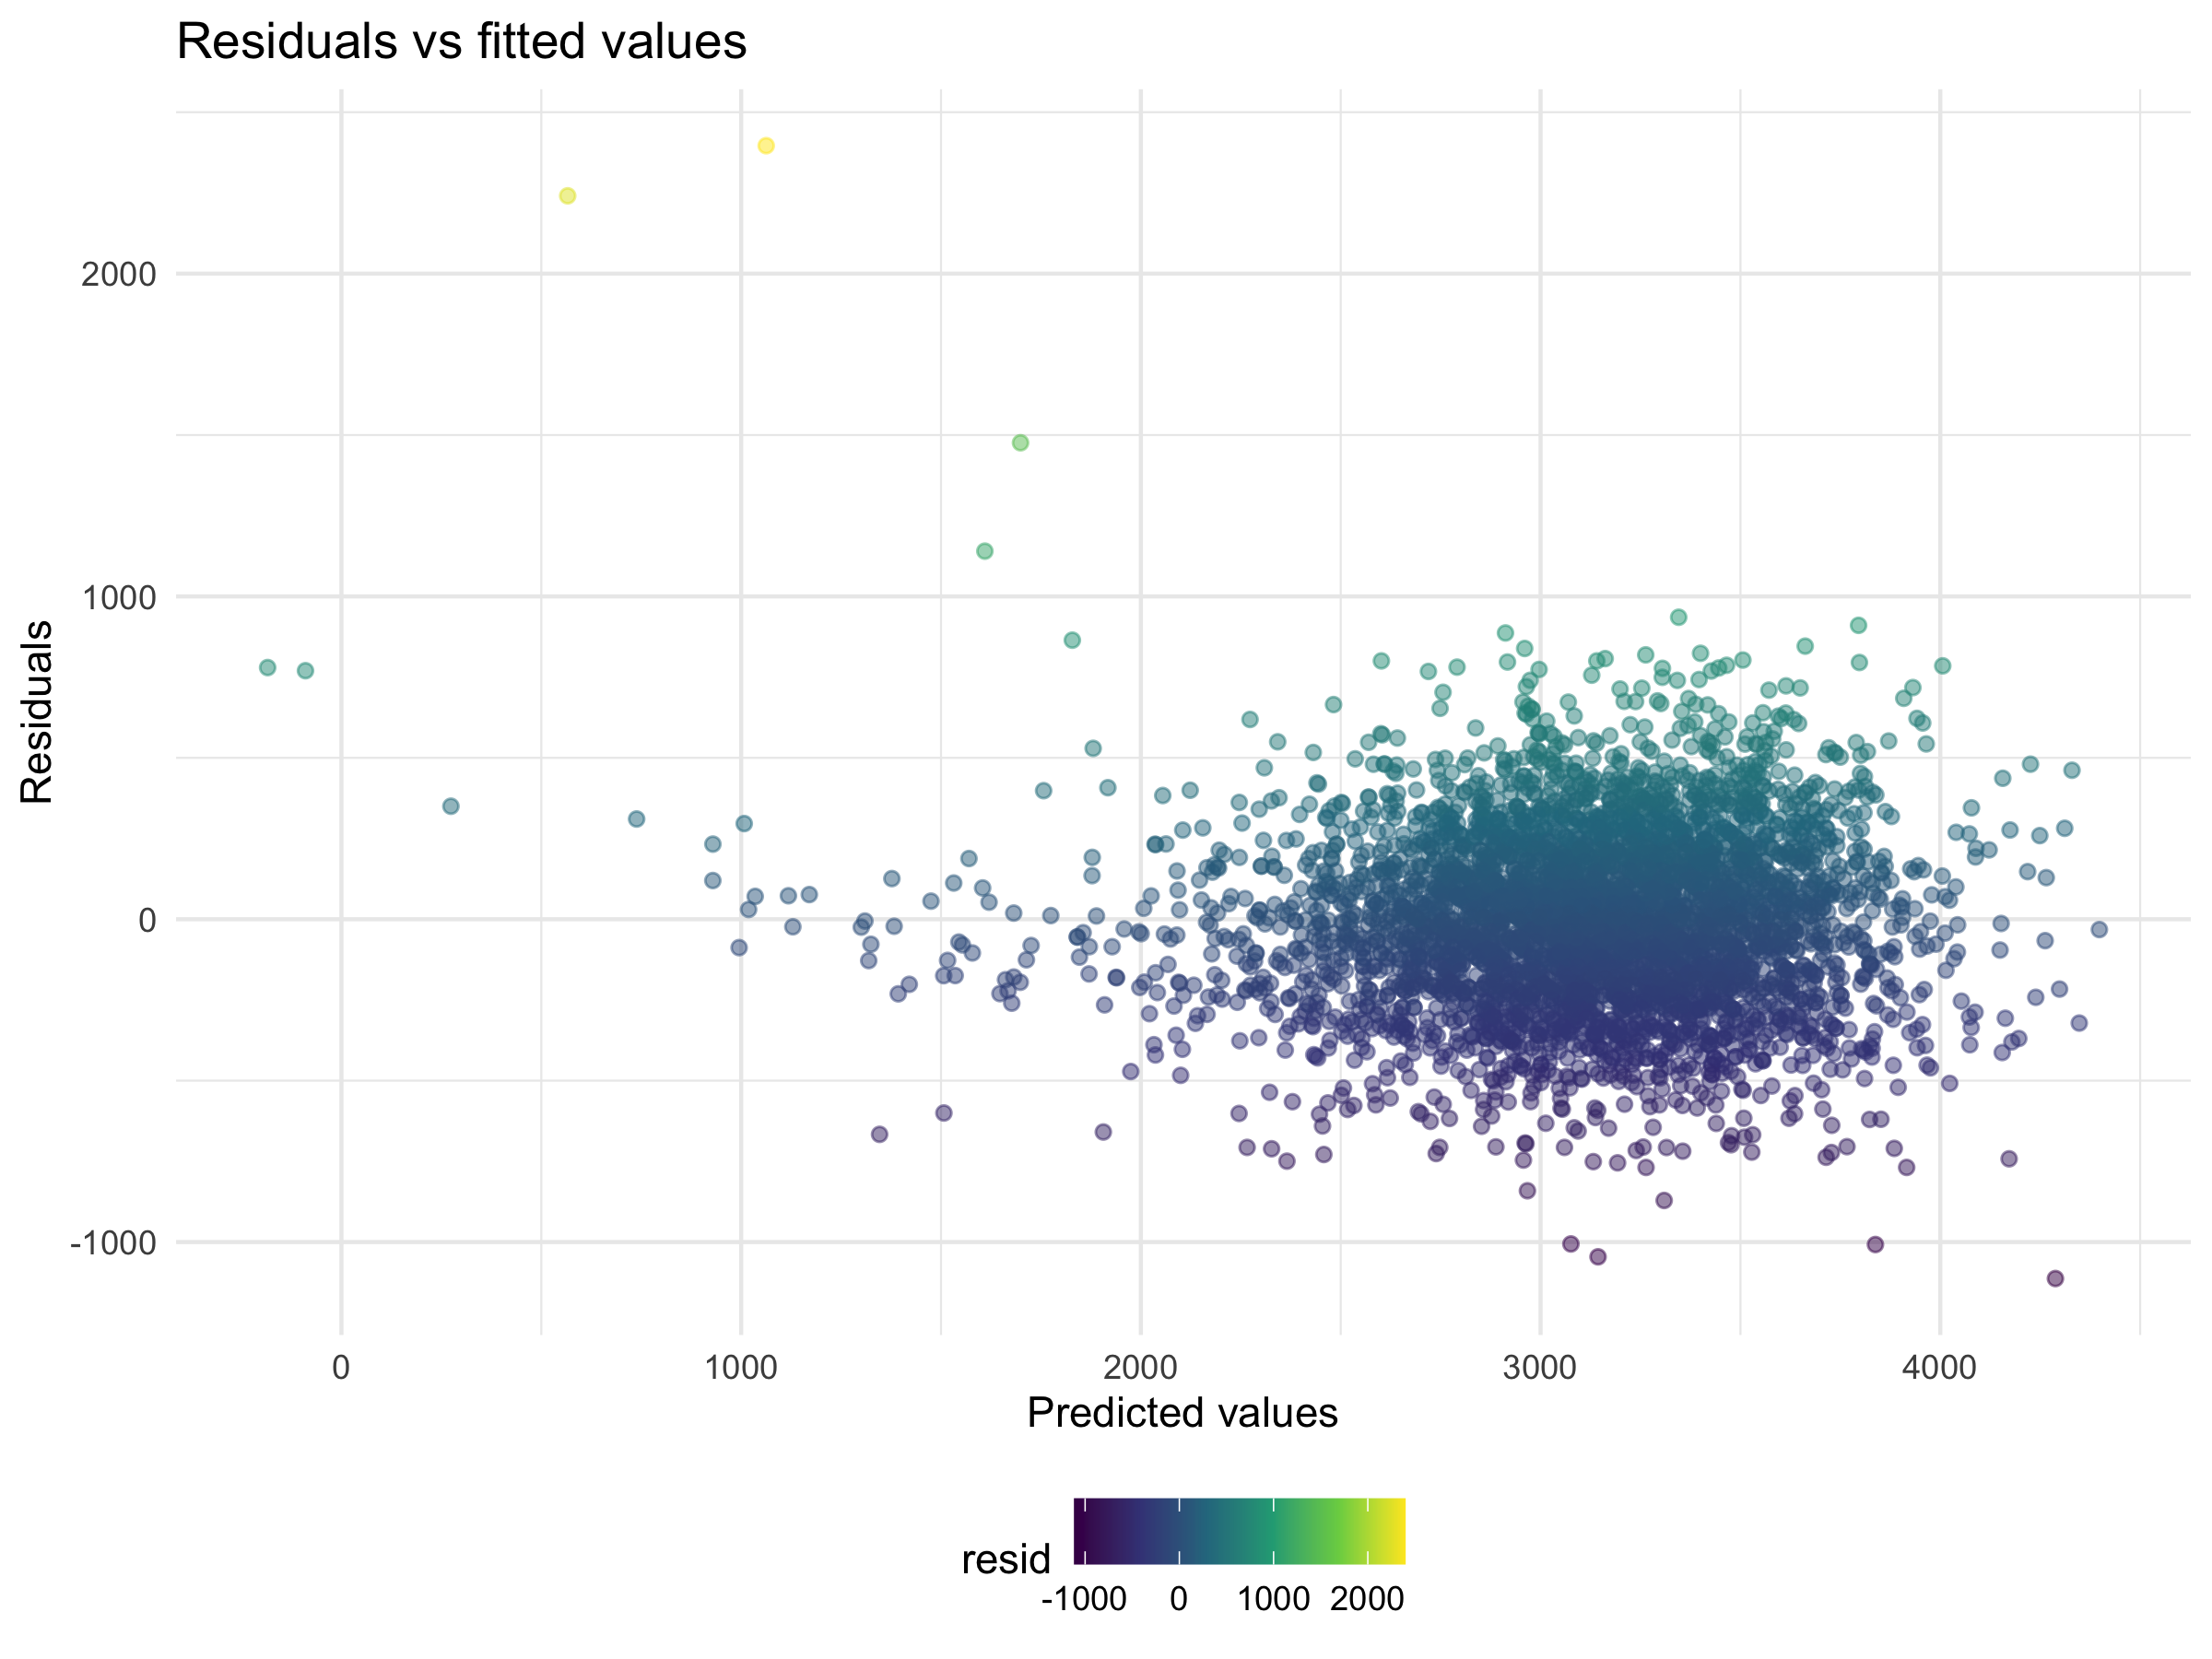 Residuals vs fitted values
Residuals
2000
1000
0
-1000
0 1000 2000 3000 4000
Predicted values
resid
-1000 0 1000 2000